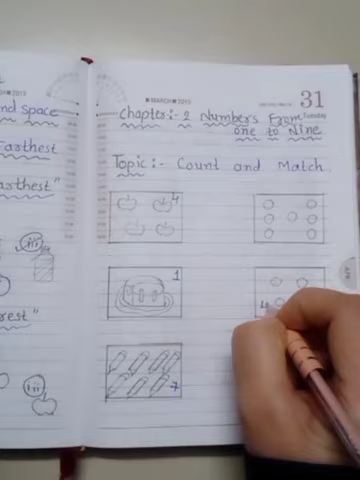 nd space
Farthest
arthest"
rest"
MARCH 2015
31
Tuesday
Chapter:- 2 Numbers From
one to Nine
Topic:- Count and Match
4
1
4
7